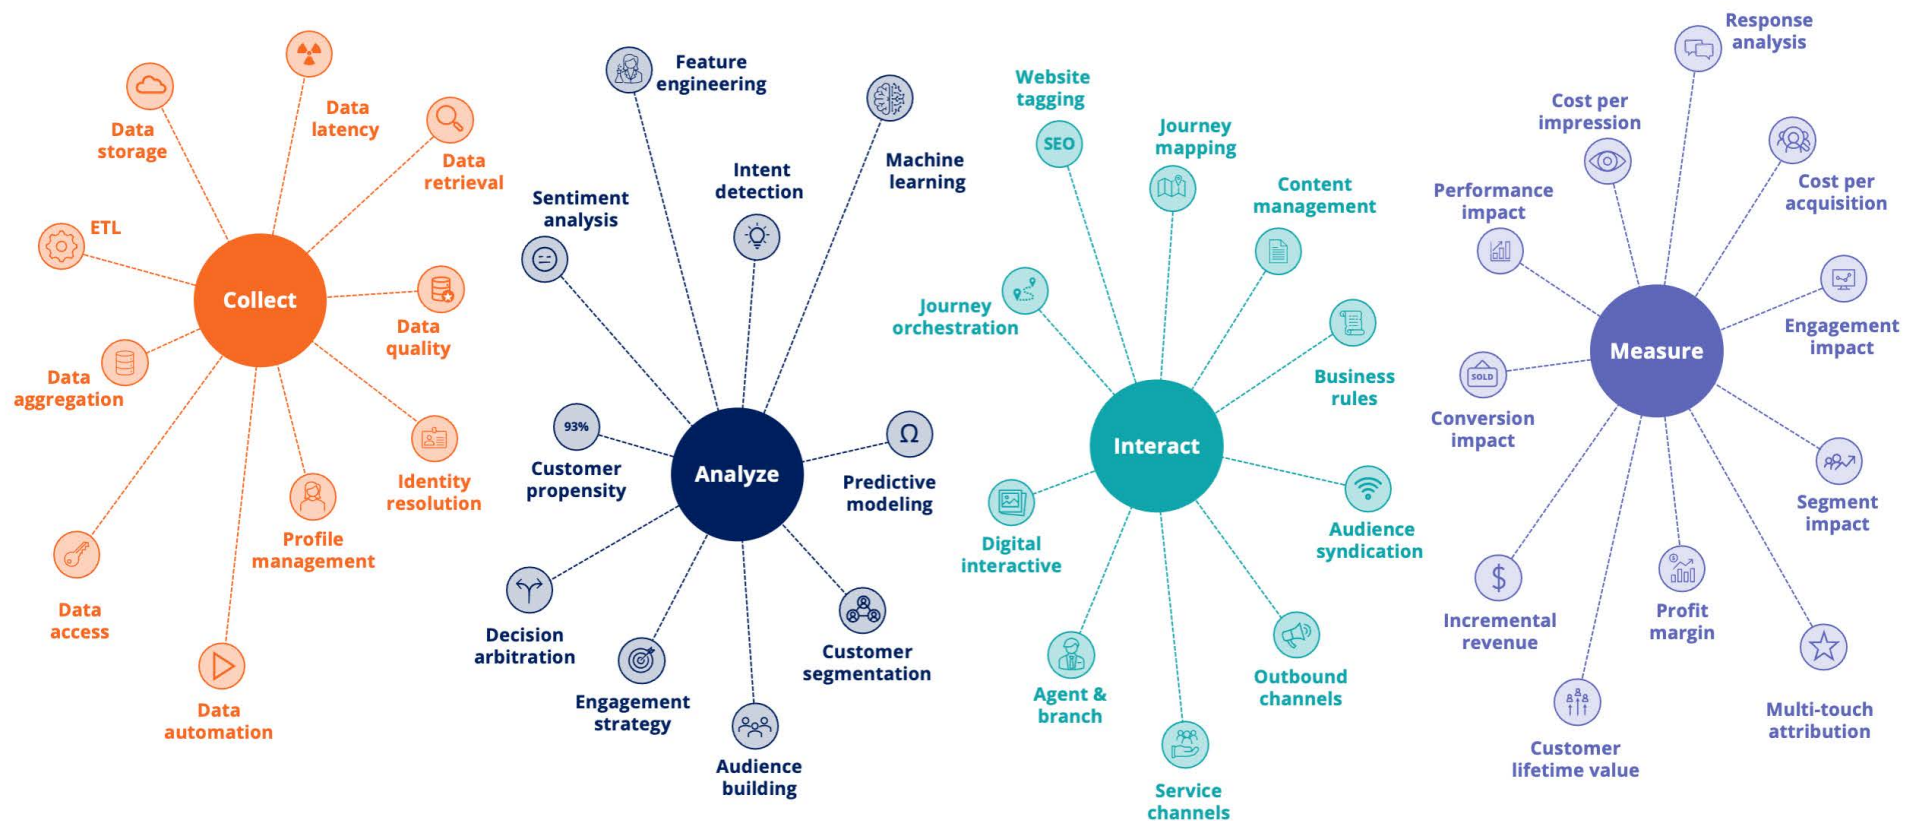 Collect
Data
latency
Data
storage
Data
retrieval
ETL
Data
quality
Data
aggregation
Identity
resolution
Profile
management
Data
access
Data
automation
Analyze
Feature
engineering
Machine
learning
Intent
detection
Sentiment
analysis
93%
Customer
propensity
Ω
Predictive
modeling
Decision
arbitration
Customer
segmentation
Engagement
strategy
Audience
building
Interact
Website
tagging
SEO
Journey
mapping
Content
management
Journey
orchestration
Business
rules
Digital
interactive
Audience
syndication
Agent &
branch
Outbound
channels
Service
channels
Measure
Response
analysis
Cost per
impression
Cost per
acquisition
Performance
impact
Engagement
impact
SOLD
Conversion
impact
Segment
impact
$
Incremental
revenue
$
Profit
margin
Multi-touch
attribution
Customer
lifetime value